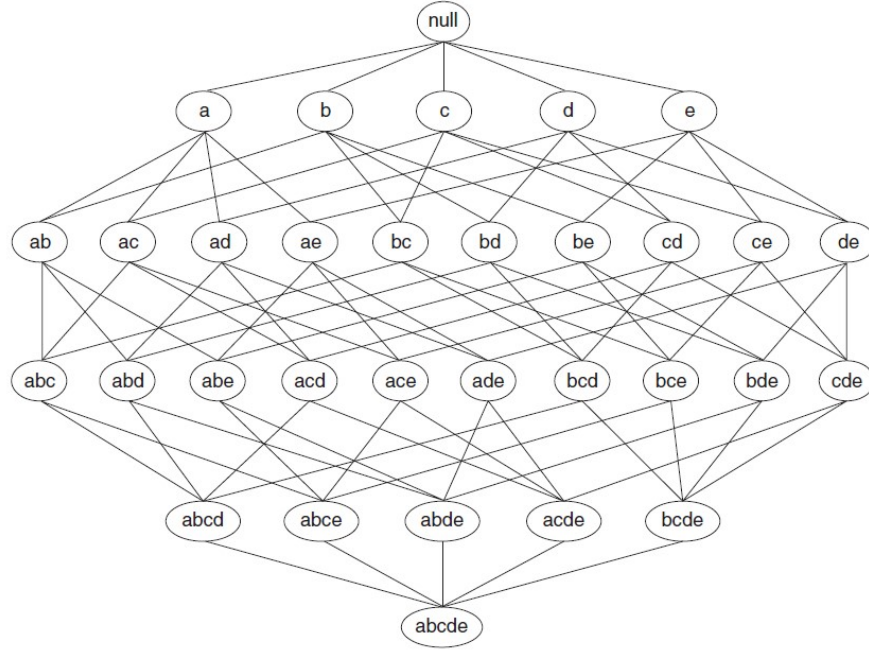 null
a b c d e
ab ac ad ae bc bd be cd ce de
abc abd abe acd ace ade bcd bce bde cde
abcd abce abde acde bcde
abcde